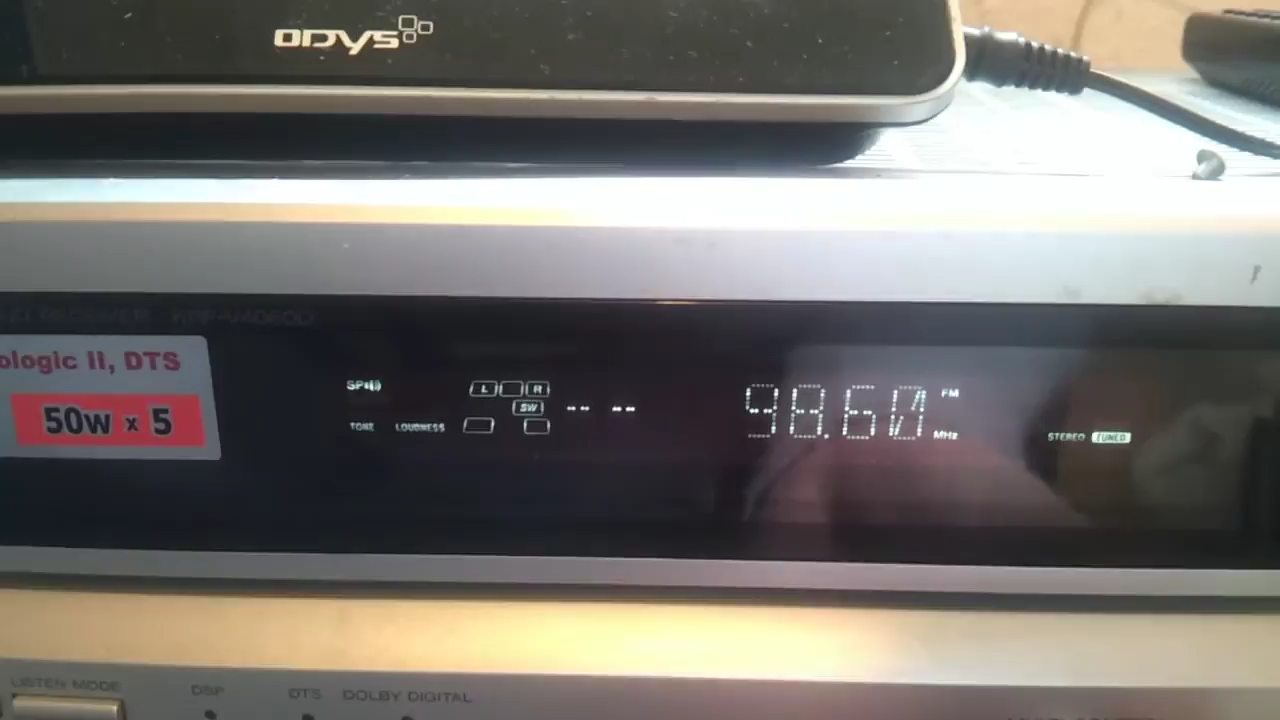 ODYS
ologic II, DTS
50W x 5
SP
L R
SW
-- --
TONE LOUDNESS
98.60 FM
MHz
STEREO TUNED
LISTEN MODE
DSP
DTS
DOLBY DIGITAL